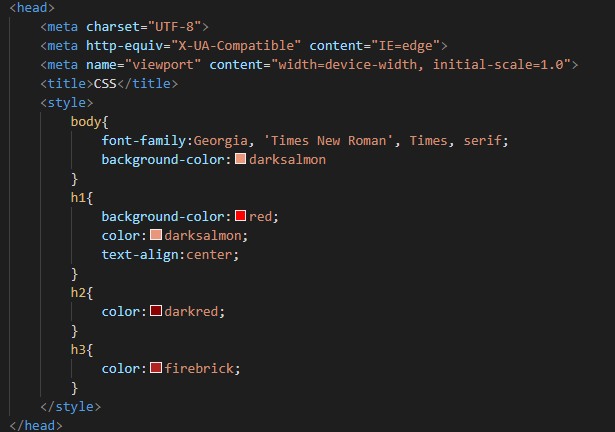 <head>
<meta charset="UTF-8">
<meta http-equiv="X-UA-Compatible" content="IE=edge">
<meta name="viewport" content="width=device-width, initial-scale=1.0">
<title>CSS</title>
<style>
body{
font-family:Georgia, 'Times New Roman', Times, serif;
background-color:darksalmon
}
h1{
background-color:red;
color:darksalmon;
text-align:center;
}
h2{
color:darkred;
}
h3{
color:firebrick;
}
</style>
</head>